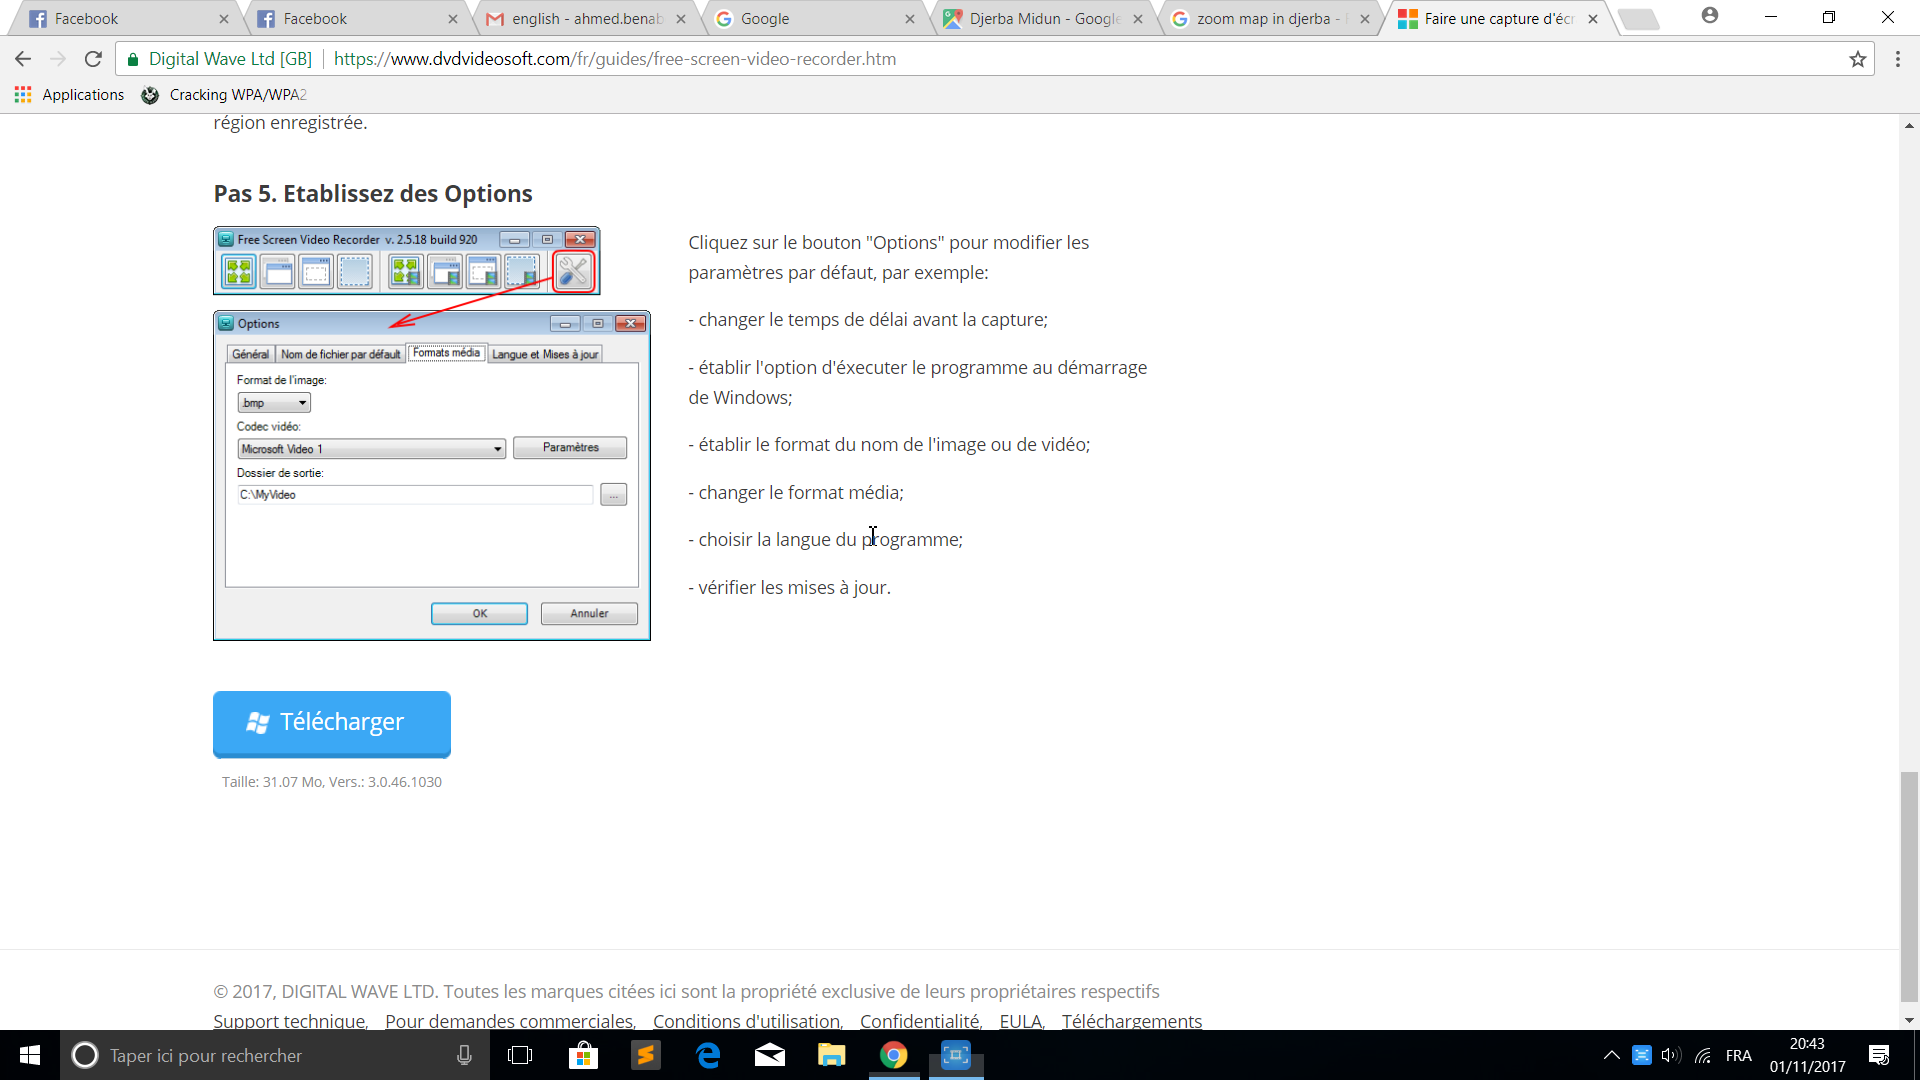 Facebook
Facebook
english - ahmed.benab
Google
Djerba Midun - Google
zoom map in djerba -
Faire une capture d'écr
Digital Wave Ltd [GB]
https://www.dvdvideosoft.com/fr/guides/free-screen-video-recorder.htm
Applications
Cracking WPA/WPA2
région enregistrée.
Pas 5. Etablissez des Options
Free Screen Video Recorder v. 2.5.18 build 920
Options
Général
Nom de fichier par défault
Formats média
Langue et Mises à jour
Format de l'image:
.bmp
Codec vidéo:
Microsoft Video 1
Paramètres
Dossier de sortie:
C:\MyVideo
...
OK
Annuler
Cliquez sur le bouton "Options" pour modifier les
paramètres par défaut, par exemple:
- changer le temps de délai avant la capture;
- établir l'option d'éxecuter le programme au démarrage
de Windows;
- établir le format du nom de l'image ou de vidéo;
- changer le format média;
- choisir la langue du programme;
- vérifier les mises à jour.
Télécharger
Taille: 31.07 Mo, Vers.: 3.0.46.1030
© 2017, DIGITAL WAVE LTD. Toutes les marques citées ici sont la propriété exclusive de leurs propriétaires respectifs
Support technique, Pour demandes commerciales, Conditions d'utilisation, Confidentialité, EULA, Téléchargements
Taper ici pour rechercher
FRA
20:43
01/11/2017